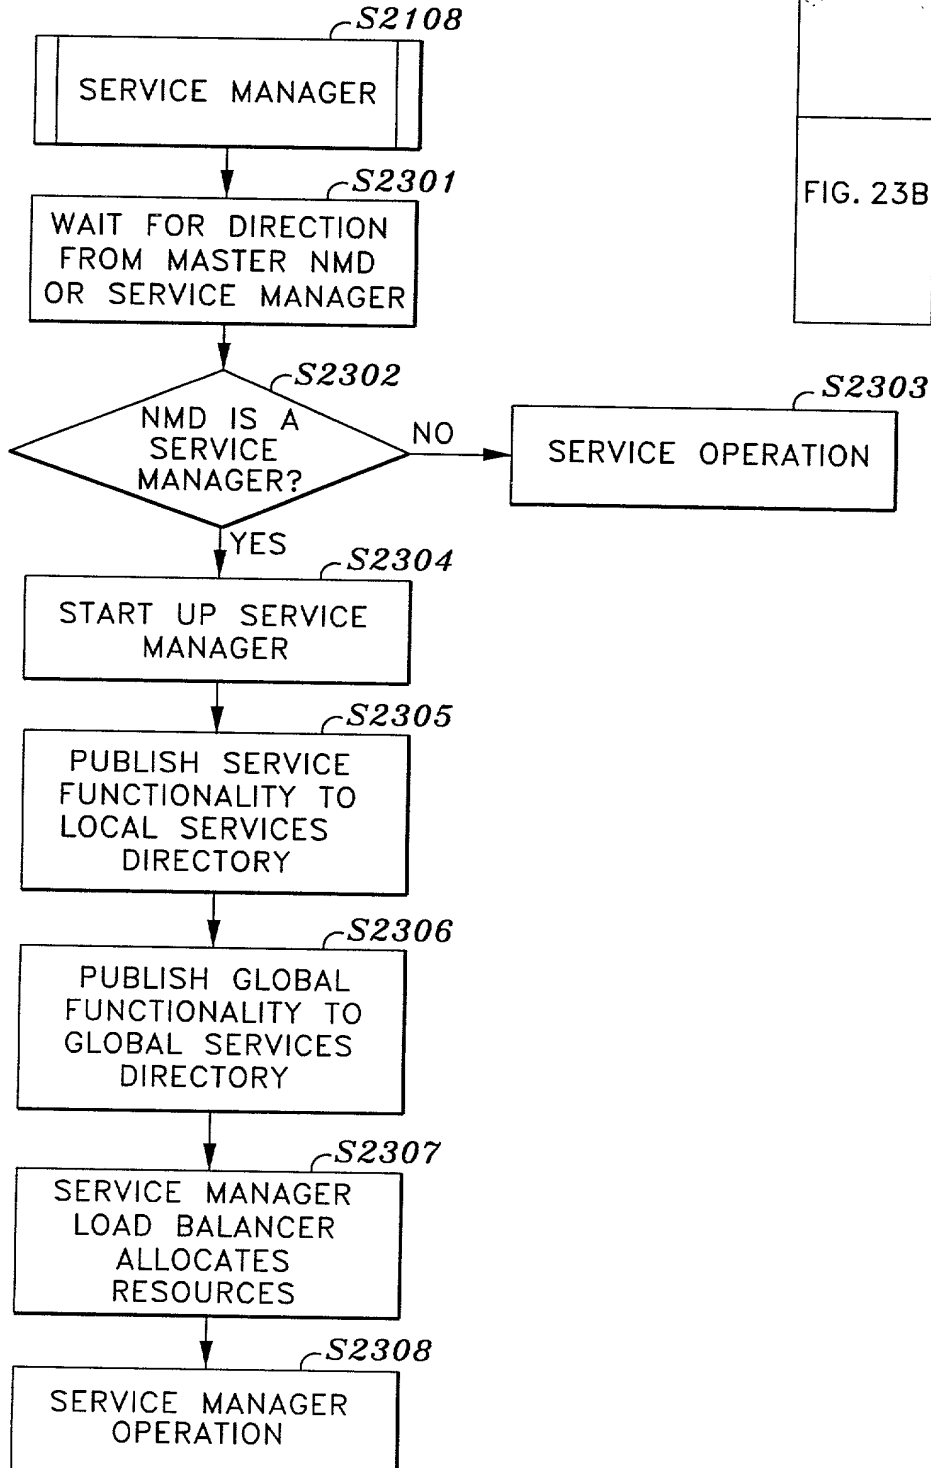 S2108
SERVICE MANAGER
S2301
WAIT FOR DIRECTION
FROM MASTER NMD
OR SERVICE MANAGER
FIG. 23B
S2302
NMD IS A
SERVICE
MANAGER?
NO
S2303
SERVICE OPERATION
YES
S2304
START UP SERVICE
MANAGER
S2305
PUBLISH SERVICE
FUNCTIONALITY TO
LOCAL SERVICES
DIRECTORY
S2306
PUBLISH GLOBAL
FUNCTIONALITY TO
GLOBAL SERVICES
DIRECTORY
S2307
SERVICE MANAGER
LOAD BALANCER
ALLOCATES
RESOURCES
S2308
SERVICE MANAGER
OPERATION